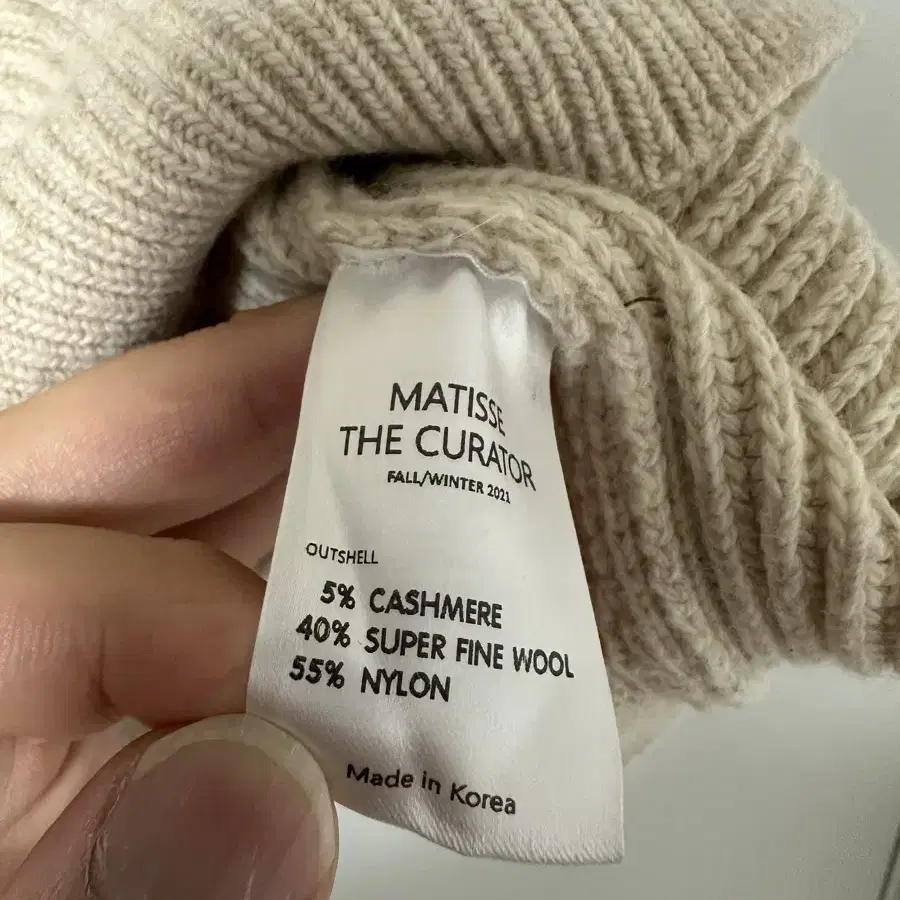 MATISSE
THE CURATOR
FALL/WINTER 2021
OUTSHELL
5% CASHMERE
40% SUPER FINE WOOL
55% NYLON
Made in Korea